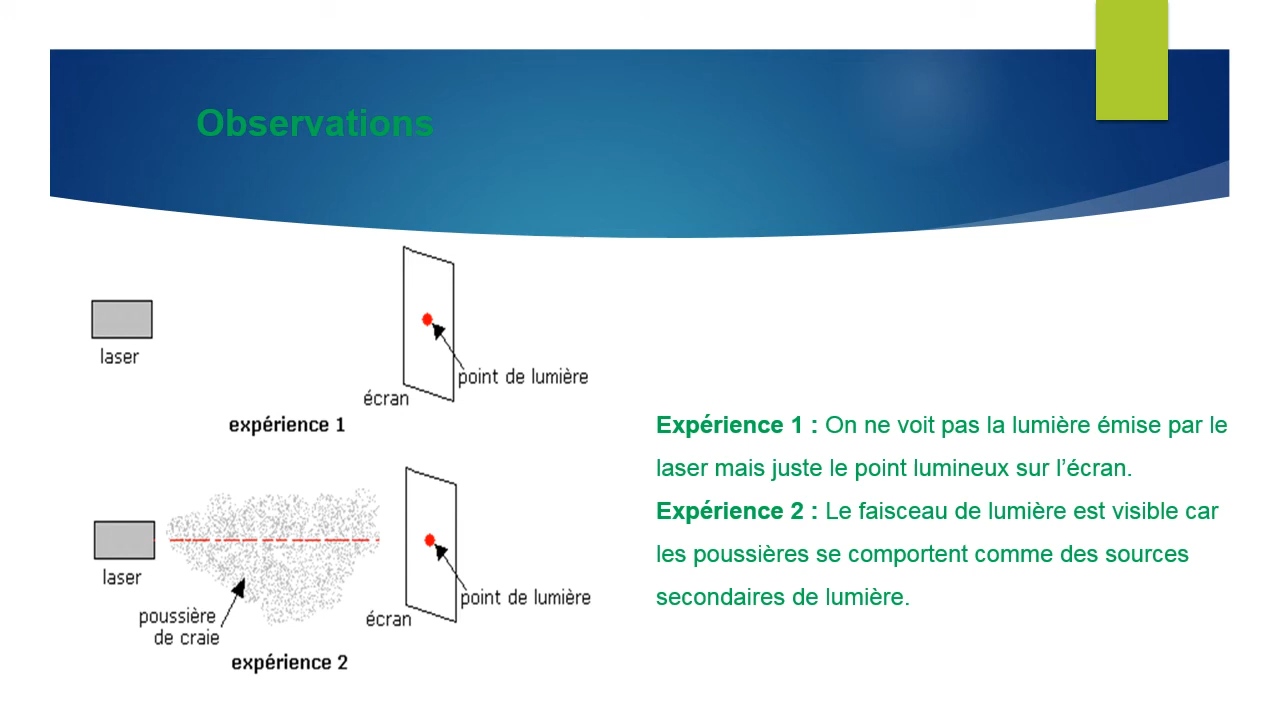 Observations
laser
point de lumière
écran
expérience 1
laser
point de lumière
poussière
de craie
écran
expérience 2
Expérience 1 : On ne voit pas la lumière émise par le
laser mais juste le point lumineux sur l’écran.
Expérience 2 : Le faisceau de lumière est visible car
les poussières se comportent comme des sources
secondaires de lumière.